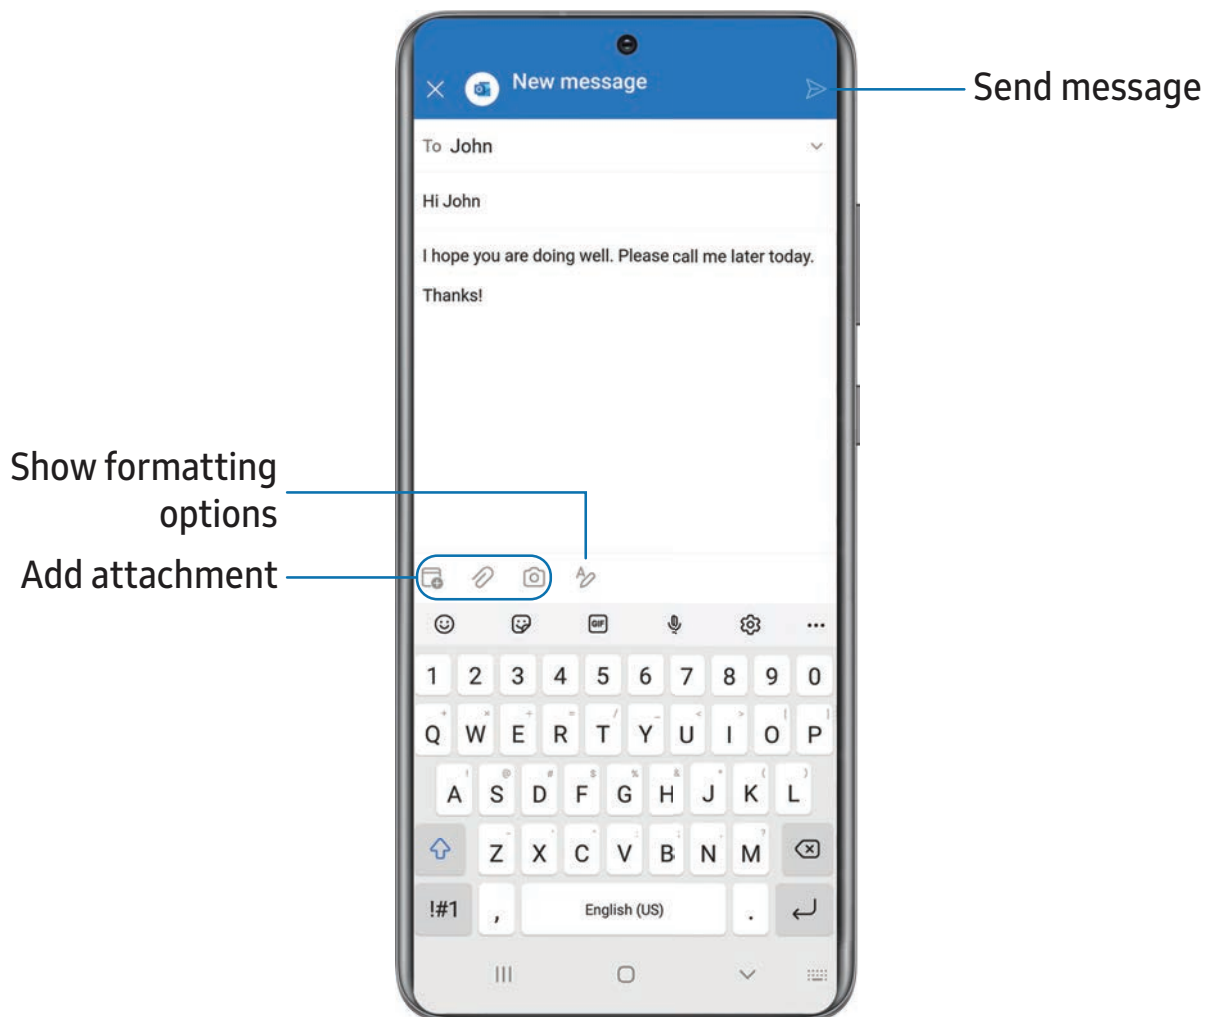 New message
Send message
To John
Hi John
I hope you are doing well. Please call me later today.
Thanks!
Show formatting
options
Add attachment
GIF
1 2 3 4 5 6 7 8 9 0
Q W E R T Y U I O P
A S D F G H J K L
Z X C V B N M
!#1 , English (US) .